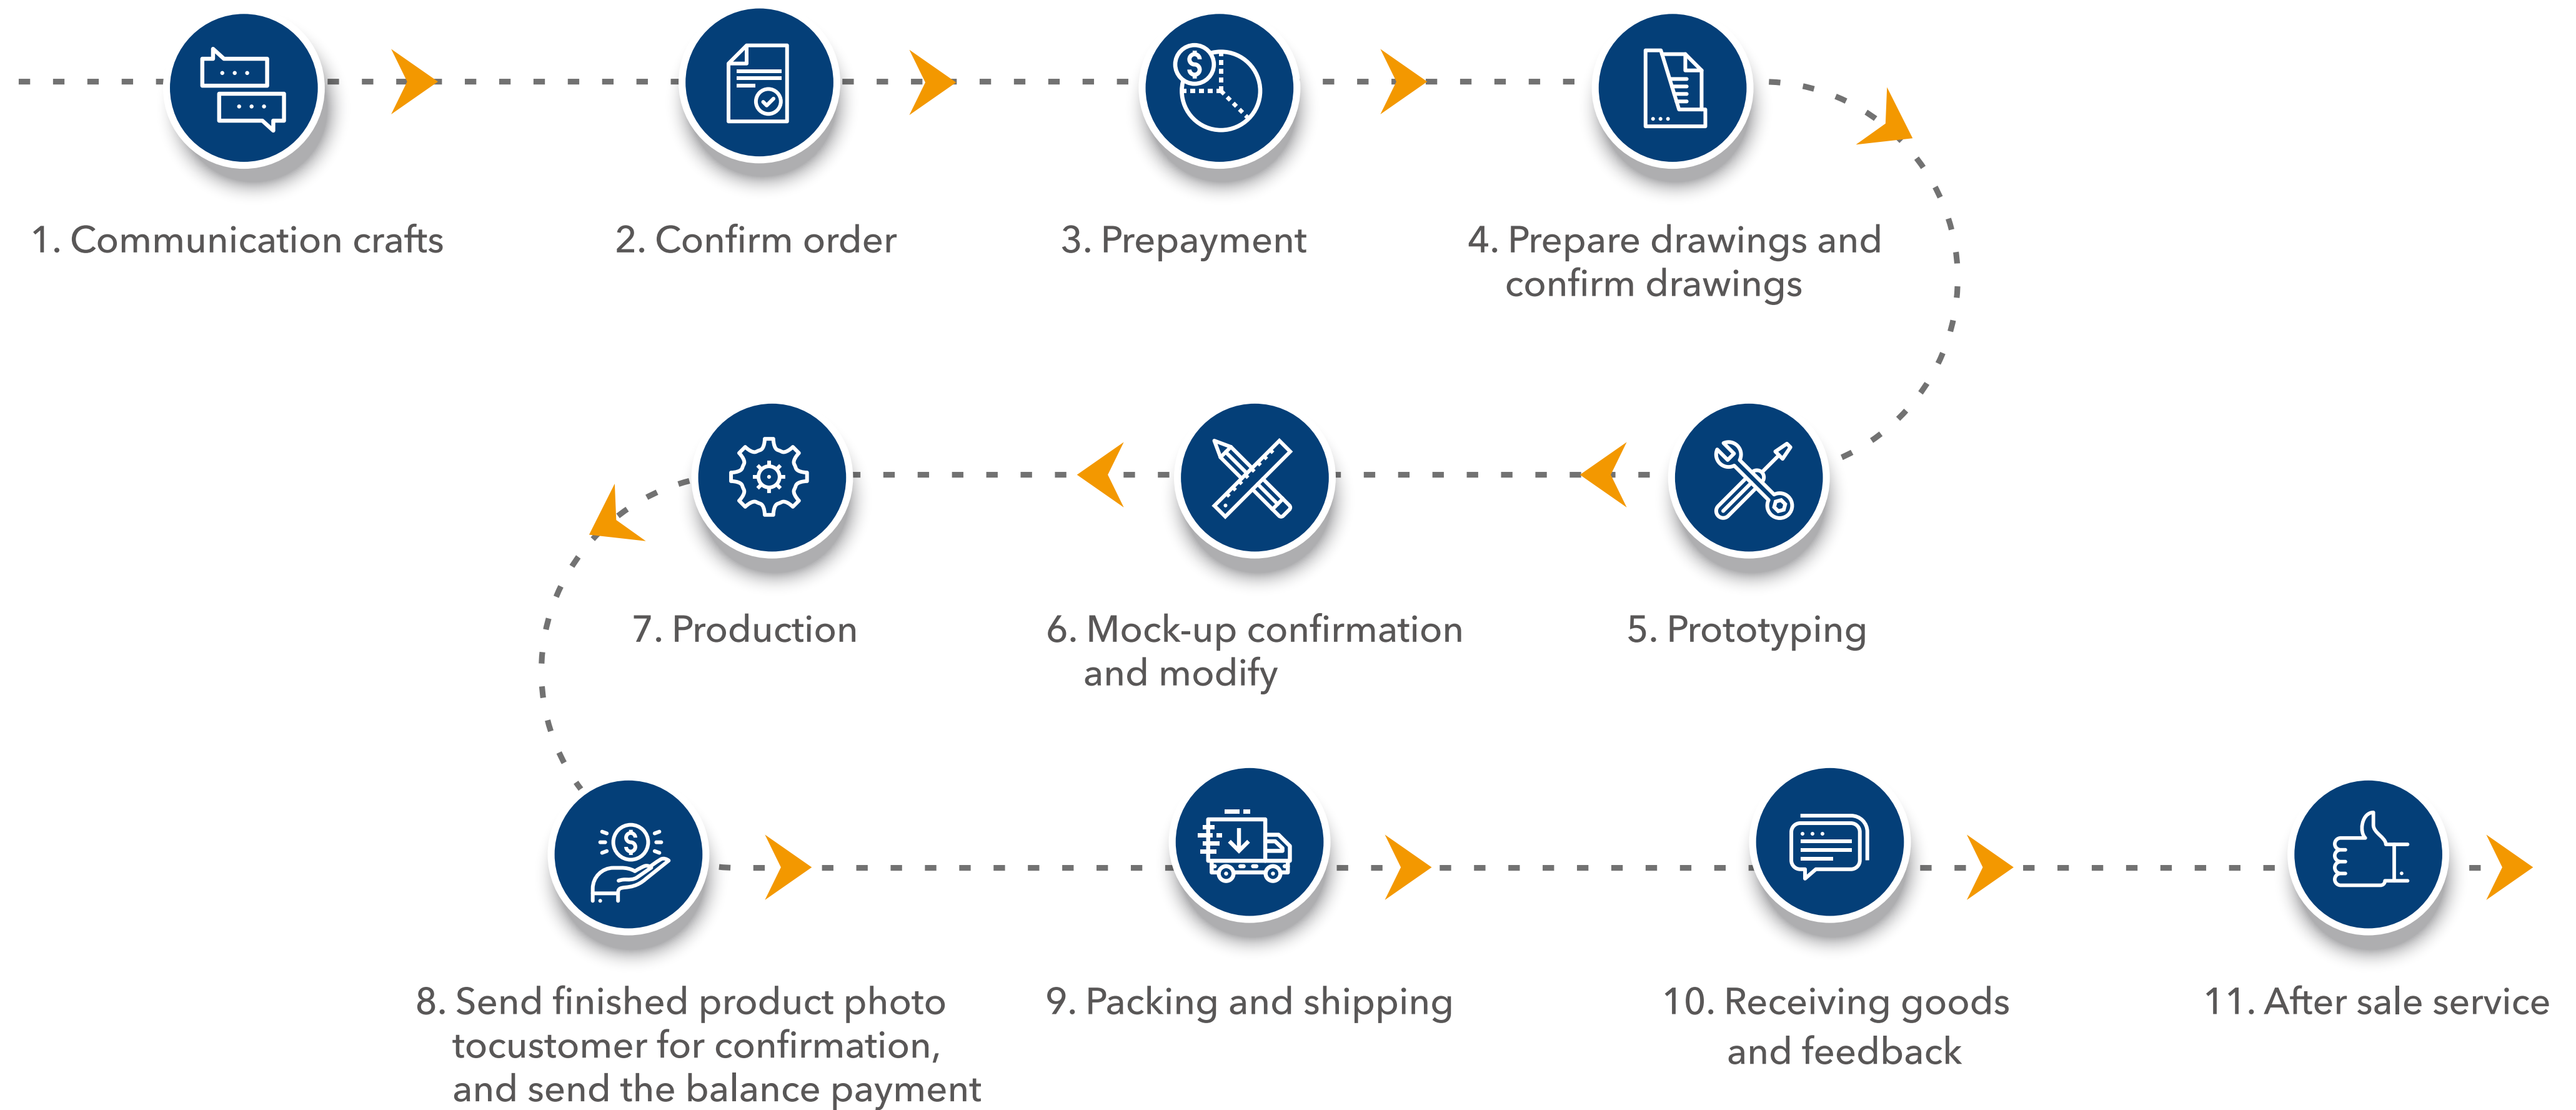 1. Communication crafts
2. Confirm order
3. Prepayment
4. Prepare drawings and
confirm drawings
5. Prototyping
6. Mock-up confirmation
and modify
7. Production
8. Send finished product photo
tocustomer for confirmation,
and send the balance payment
9. Packing and shipping
10. Receiving goods
and feedback
11. After sale service